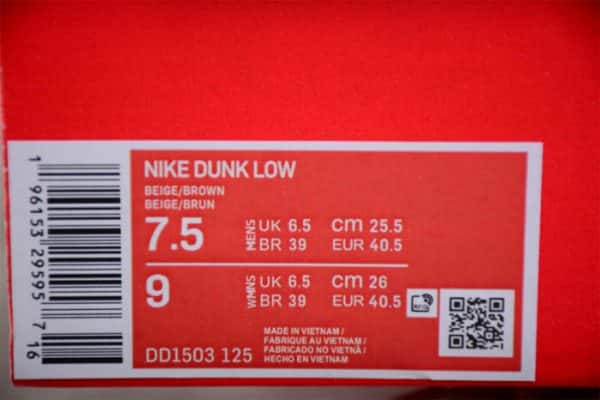 NIKE DUNK LOW
BEIGE/BROWN
BEIGE/BRUN
7.5 MENS UK 6.5 cm 25.5
BR 39 EUR 40.5
9 WMNS UK 6.5 cm 26
BR 39 EUR 40.5
MADE IN VIETNAM /
FABRIQUE AU VIETNAM /
FABRICADO NO VIETNÃ /
HECHO EN VIETNAM
DD1503 125
1 96153 29595 7 16